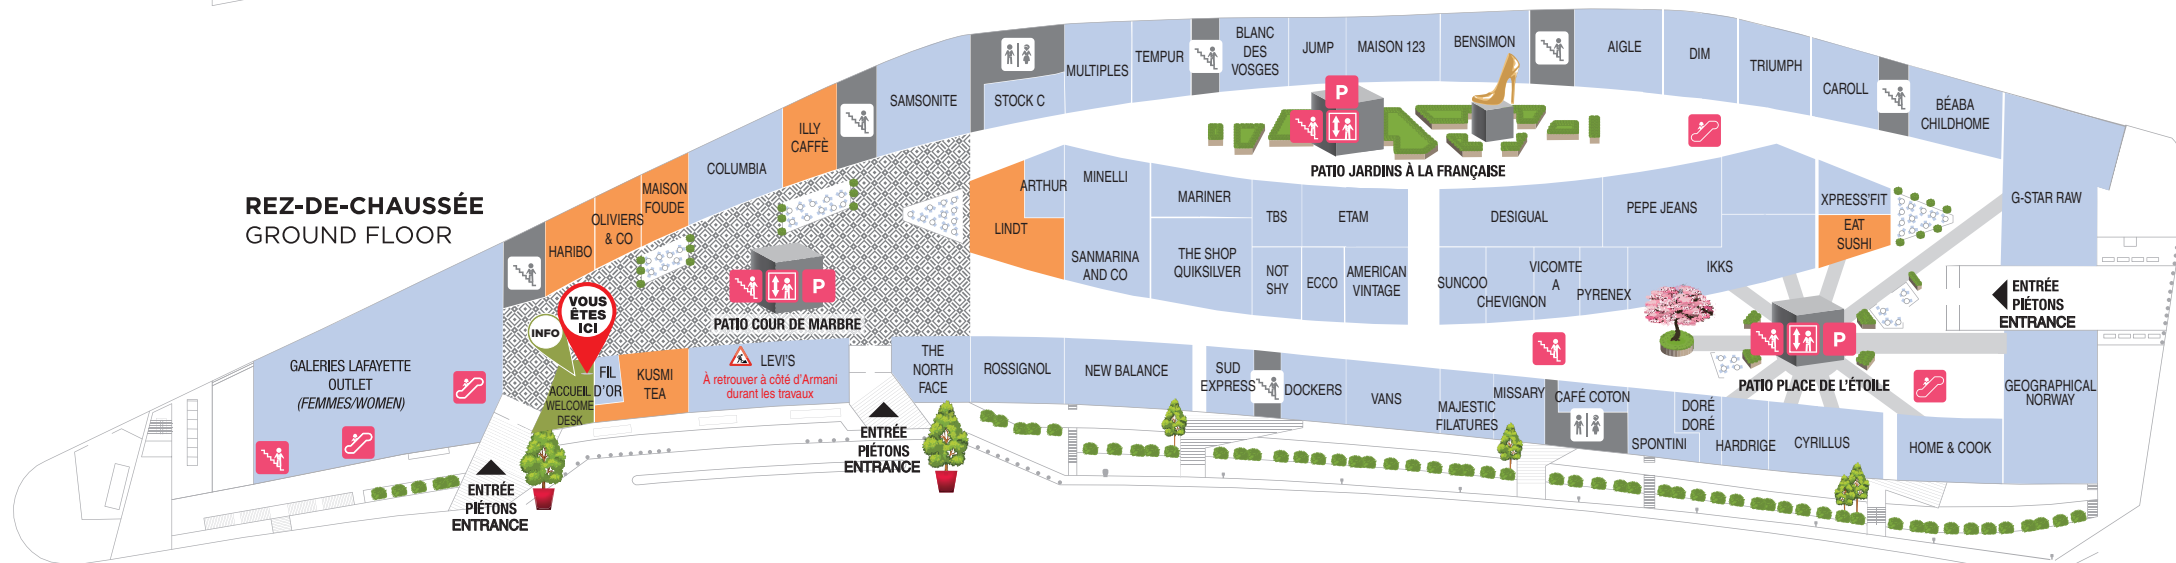 REZ-DE-CHAUSSÉE
GROUND FLOOR
GALERIES LAFAYETTE
OUTLET
(FEMMES/WOMEN)
HARIBO
OLIVIERS
& CO
MAISON
FOUDE
COLUMBIA
ILLY
CAFFÈ
SAMSONITE
STOCK C
MULTIPLES
TEMPUR
BLANC
DES
VOSGES
JUMP
MAISON 123
BENSIMON
AIGLE
DIM
TRIUMPH
CAROLL
BÉABA
CHILDHOME
G-STAR RAW
P
PATIO JARDINS À LA FRANÇAISE
VOUS
ÊTES
ICI
INFO
ACCUEIL
WELCOME
DESK
FIL
D'OR
KUSMI
TEA
P
PATIO COUR DE MARBRE
LEVI'S
À retrouver à côté d'Armani
durant les travaux
THE
NORTH
FACE
LINDT
ARTHUR
MINELLI
SANMARINA
AND CO
MARINER
THE SHOP
QUIKSILVER
TBS
ETAM
NOT
SHY
ECCO
AMERICAN
VINTAGE
DESIGUAL
PEPE JEANS
SUNCOO
CHEVIGNON
VICOMTE
A
PYRENEX
IKKS
XPRESS'FIT
EAT
SUSHI
ROSSIGNOL
NEW BALANCE
SUD
EXPRESS
DOCKERS
VANS
MAJESTIC
FILATURES
MISSARY
CAFÉ COTON
SPONTINI
DORÉ
DORÉ
HARDRIGE
CYRILLUS
HOME & COOK
GEOGRAPHICAL
NORWAY
P
PATIO PLACE DE L'ÉTOILE
ENTRÉE
PIÉTONS
ENTRANCE
ENTRÉE
PIÉTONS
ENTRANCE
ENTRÉE
PIÉTONS
ENTRANCE